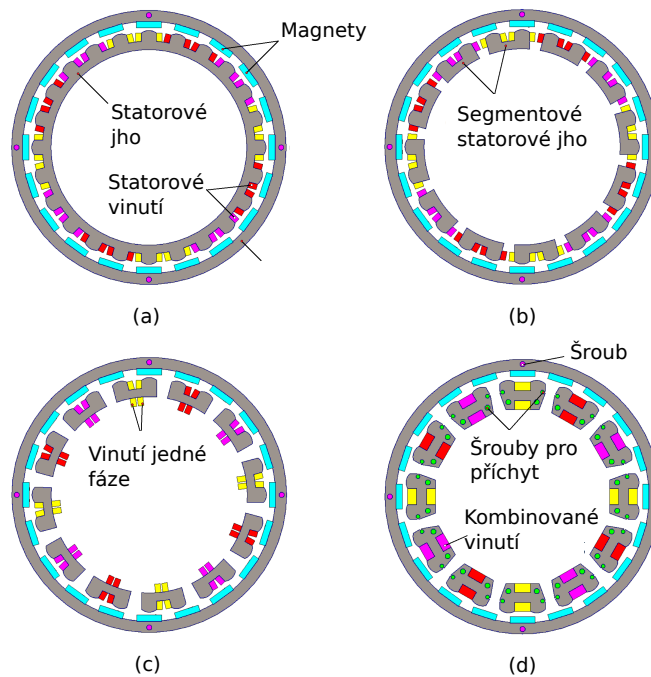 Magnety
Statorové
jho
Statorové
vinutí
(a)
Segmentové
statorové jho
(b)
Vinutí jedné
fáze
(c)
Šroub
Šrouby pro
příchyt
Kombinované
vinutí
(d)